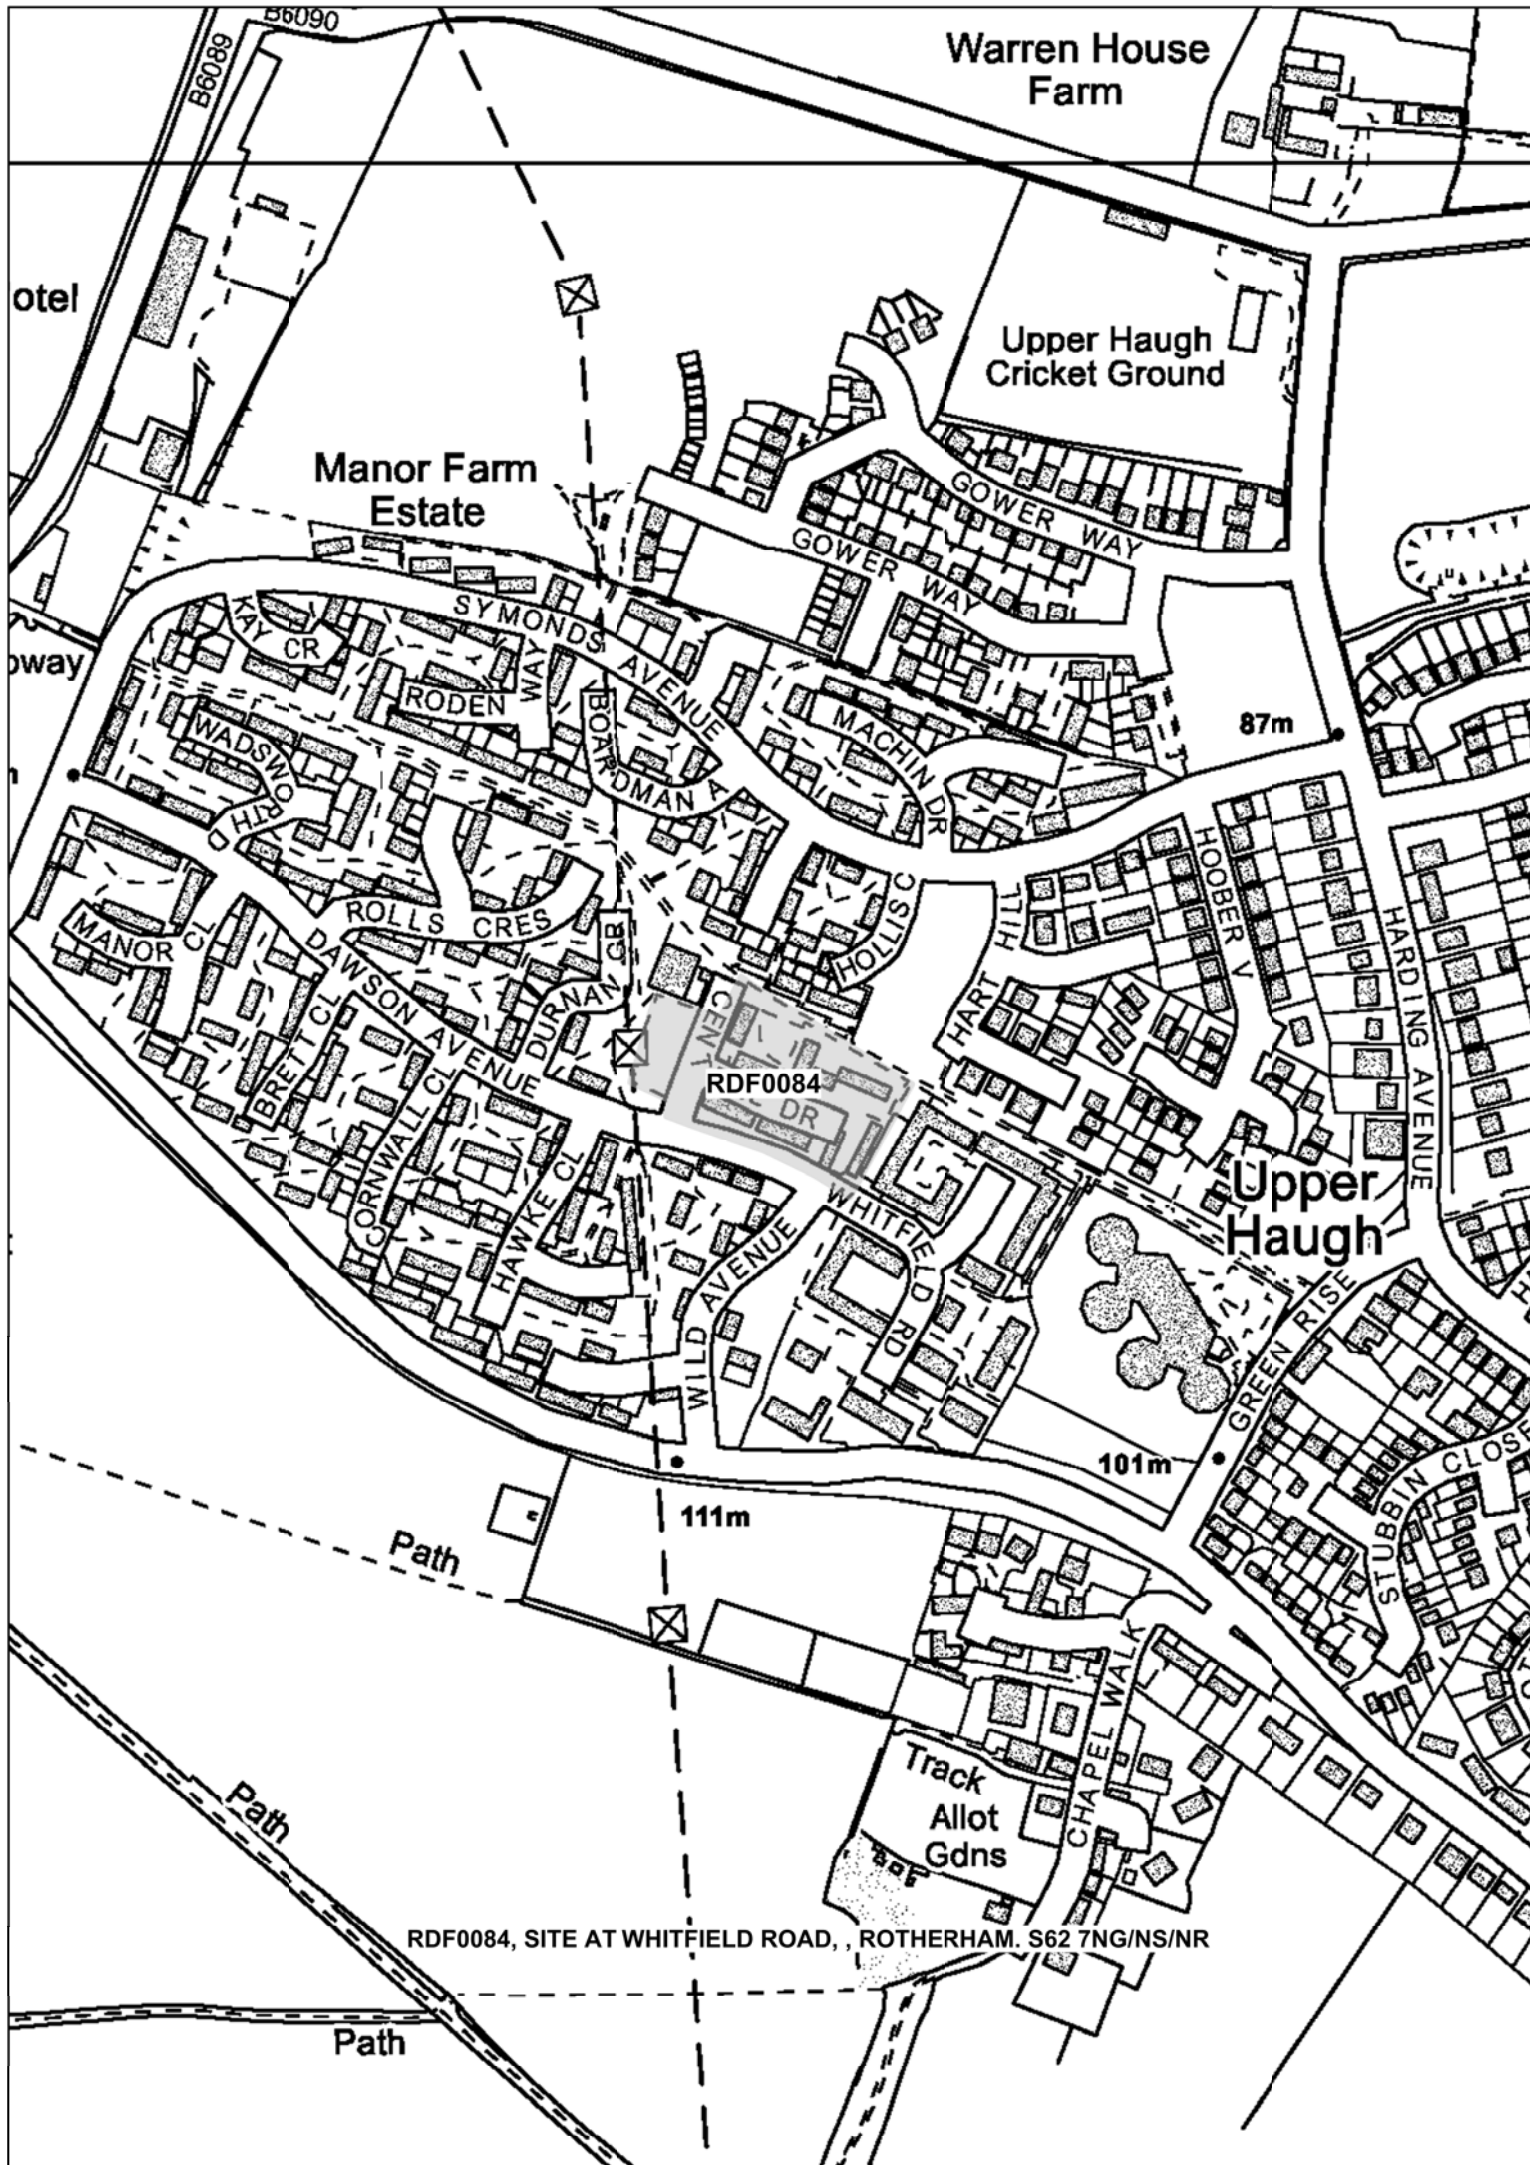 B6090
B6089
Warren House
Farm
otel
Upper Haugh
Cricket Ground
Manor Farm
Estate
GOWER WAY
GOWER WAY
SYMONDS AVENUE
KAY CR
RODEN WAY
BOARDMAN
MACHIN DR
87m
WADSWORTH D
HOOBER V
HARDING AVENUE
HOLLIS C
HART HILL
ROLLS CRES
MANOR CL
DAWSON AVENUE
DURNAN GR
CENT
RDF0084
DR
BRETT CL
CORNWALL CL
HAWKE CL
WHITFIELD RD
WILD AVENUE
Upper
Haugh
GREEN RISE
101m
STUBBIN CLOSE
111m
Path
CHAPEL WALK
Track
Allot
Gdns
Path
RDF0084, SITE AT WHITFIELD ROAD, , ROTHERHAM. S62 7NG/NS/NR
Path